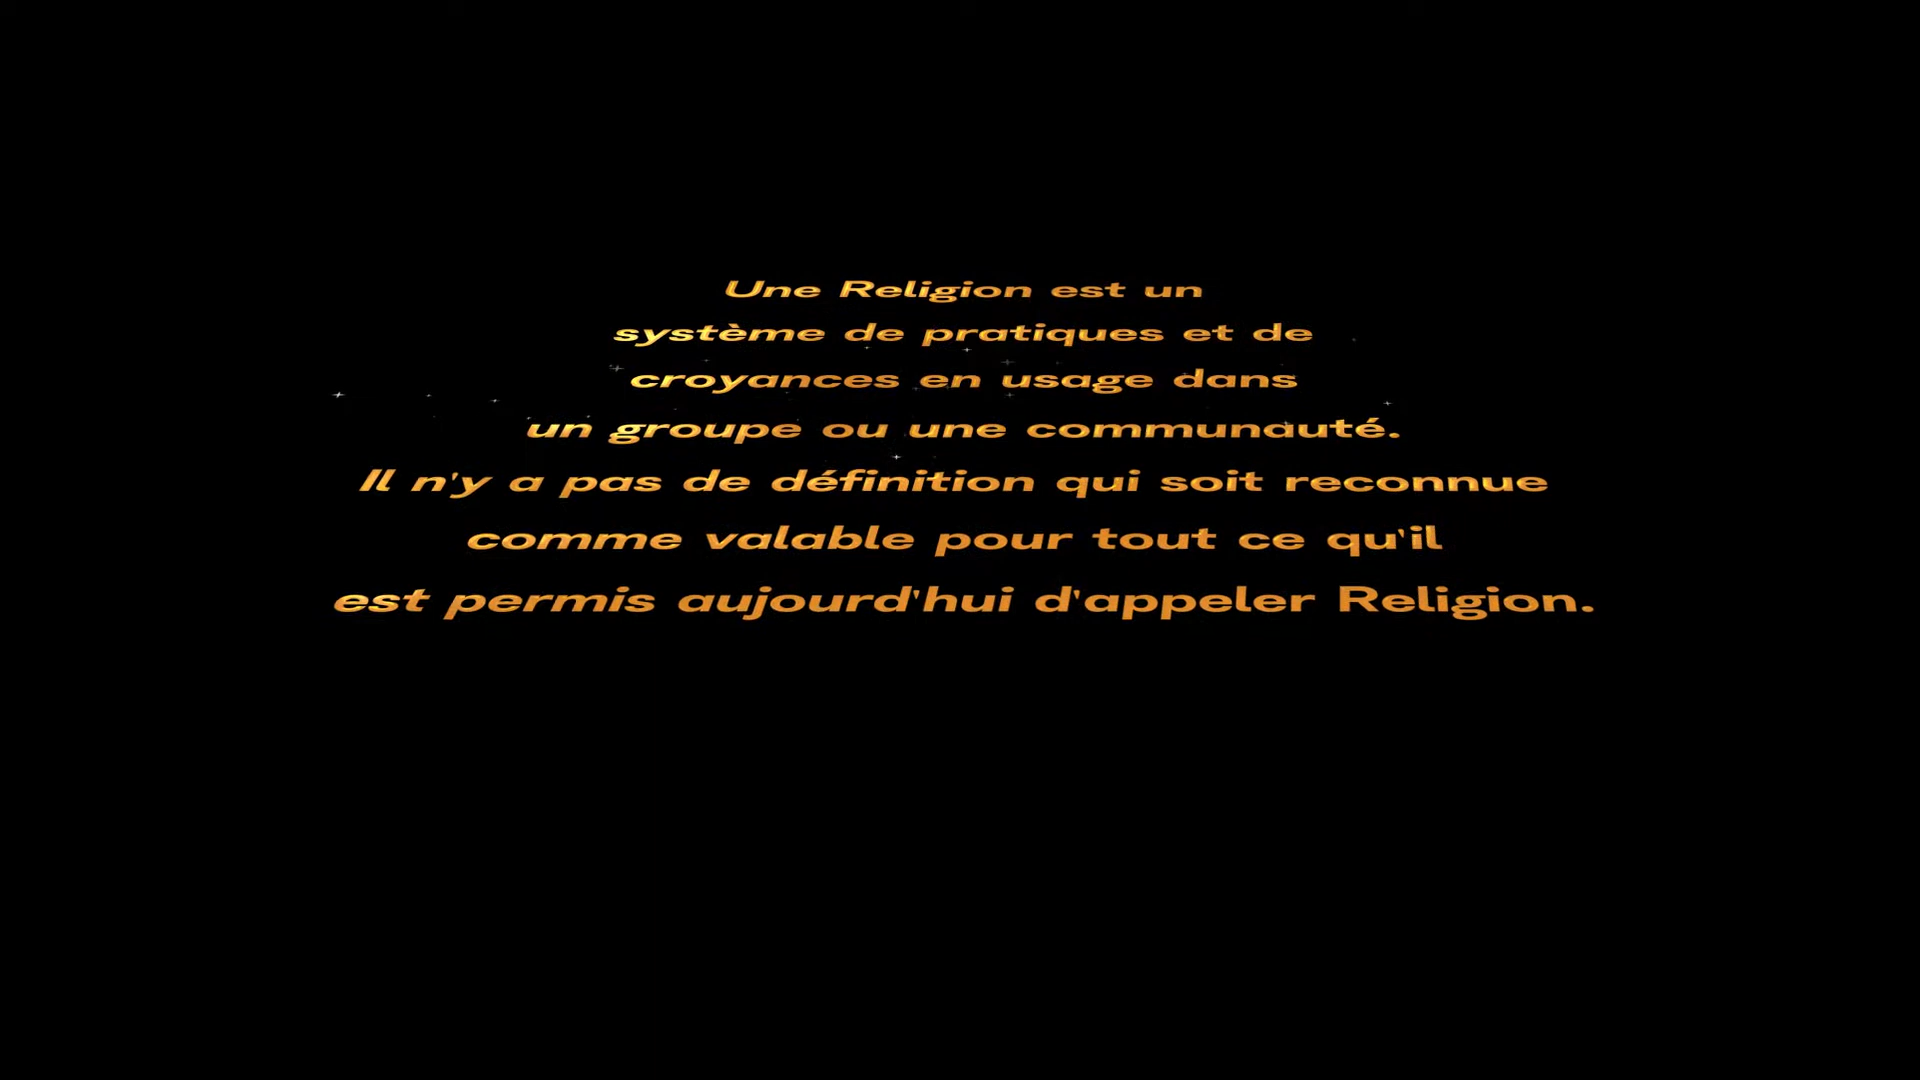 Une Religion est un
système de pratiques et de
croyances en usage dans
un groupe ou une communauté.
Il n'y a pas de définition qui soit reconnue
comme valable pour tout ce qu'il
est permis aujourd'hui d'appeler Religion.